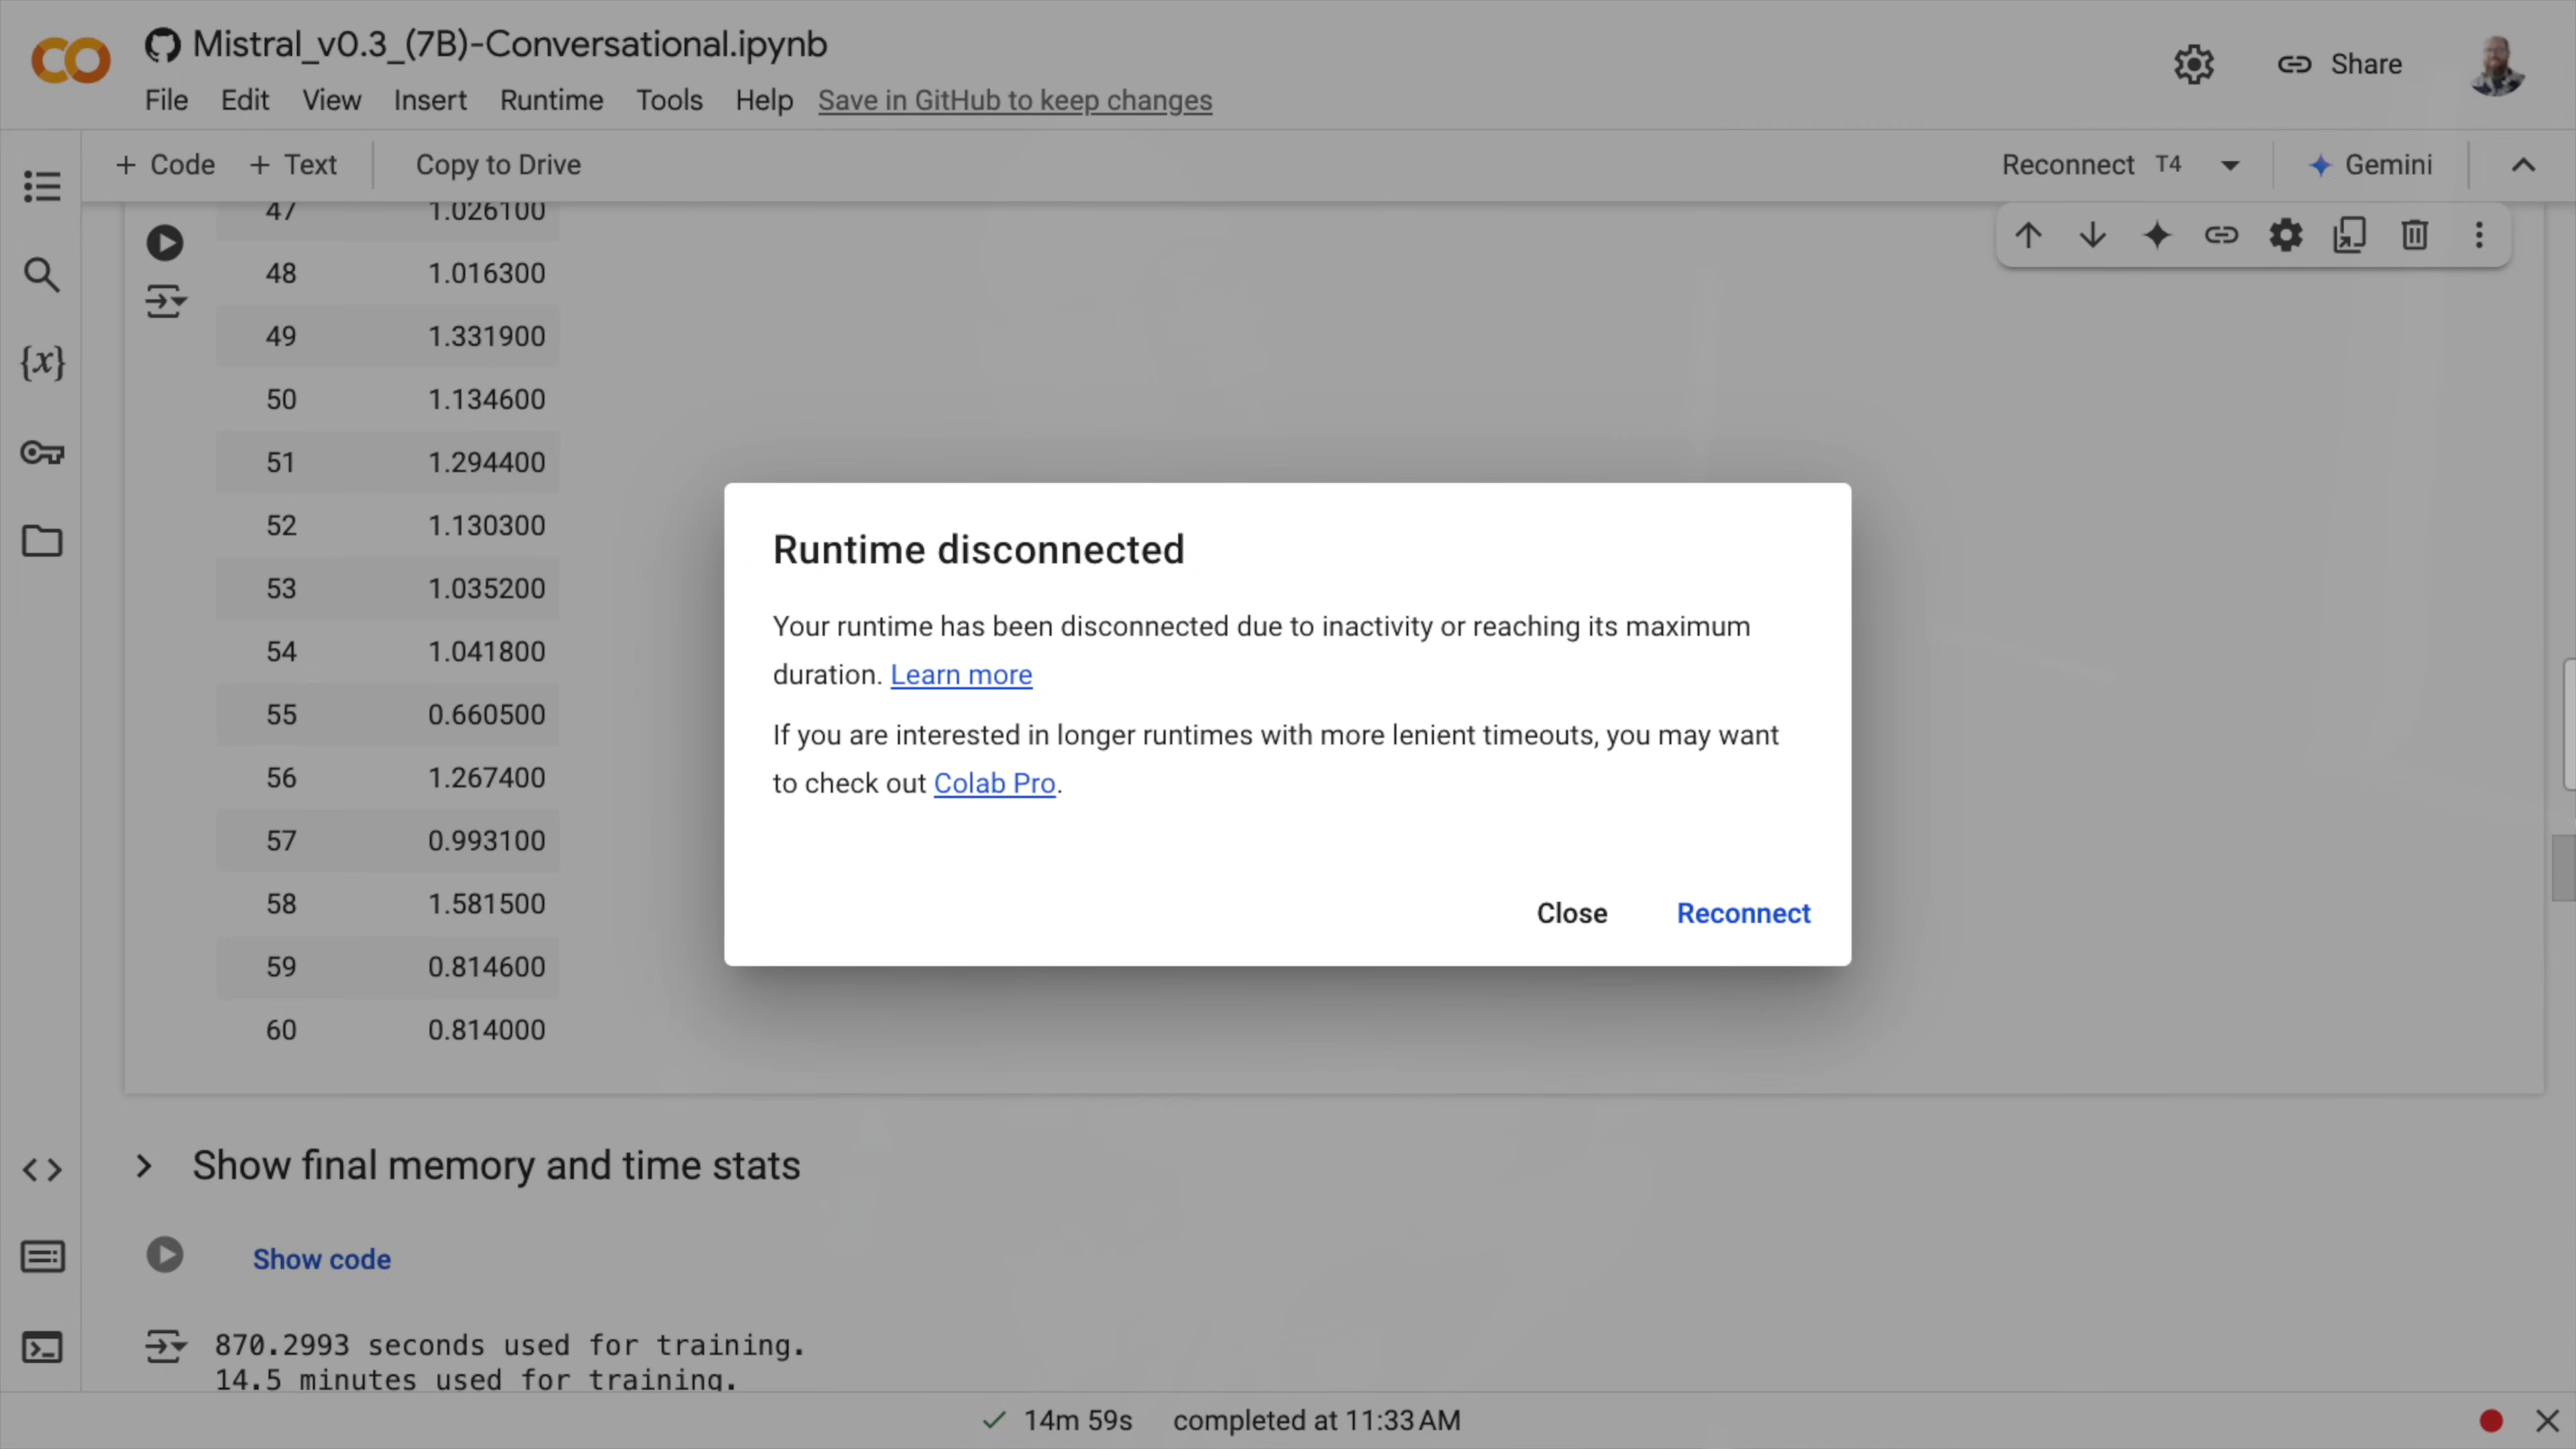 Mistral_v0.3_(7B)-Conversational.ipynb
File Edit View Insert Runtime Tools Help Save in GitHub to keep changes
Share
+ Code + Text Copy to Drive
Reconnect T4 Gemini
47 1.026100
48 1.016300
49 1.331900
50 1.134600
51 1.294400
52 1.130300
53 1.035200
54 1.041800
55 0.660500
56 1.267400
57 0.993100
58 1.581500
59 0.814600
60 0.814000
Runtime disconnected
Your runtime has been disconnected due to inactivity or reaching its maximum
duration. Learn more
If you are interested in longer runtimes with more lenient timeouts, you may want
to check out Colab Pro.
Close Reconnect
Show final memory and time stats
Show code
870.2993 seconds used for training.
14.5 minutes used for training.
14m 59s completed at 11:33 AM